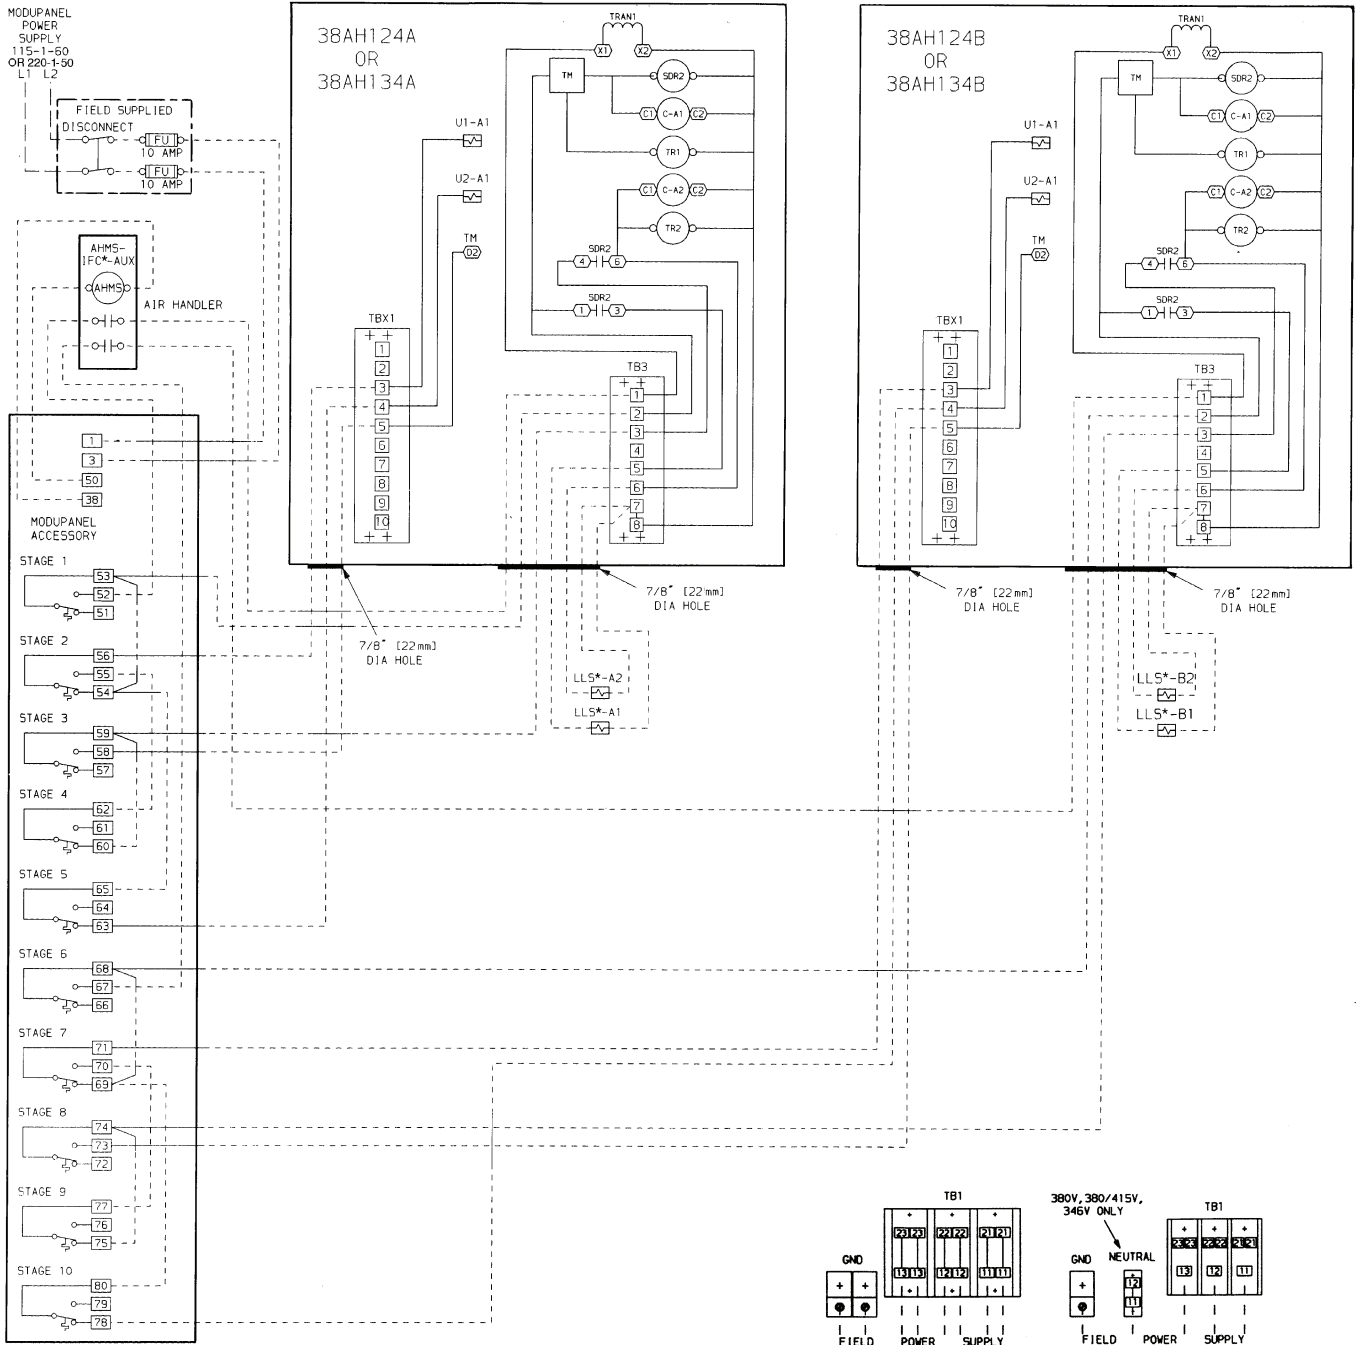 MODUPANEL
POWER
SUPPLY
115-1-60
OR 220-1-50
L1 L2
FIELD SUPPLIED
DISCONNECT
FU
10 AMP
FU
10 AMP
AHMS-
IFC*-AUX
AHMS
AIR HANDLER
1
3
50
38
MODUPANEL
ACCESSORY
STAGE 1
53
52
51
STAGE 2
56
55
54
STAGE 3
59
58
57
STAGE 4
62
61
60
STAGE 5
65
64
63
STAGE 6
68
67
66
STAGE 7
71
70
69
STAGE 8
74
73
72
STAGE 9
77
76
75
STAGE 10
80
79
78
38AH124A
OR
38AH134A
TRAN1
X1 X2
TM
SDR2
C1 C-A1 C2
TR1
C1 C-A2 C2
TR2
SDR2
4 6
SDR2
1 3
U1-A1
U2-A1
TM
D2
TBX1
+ +
1
2
3
4
5
6
7
8
9
10
+ +
TB3
+ +
1
2
3
4
5
6
7
8
+ +
7/8" [22mm]
DIA HOLE
7/8" [22mm]
DIA HOLE
LLS*-A2
LLS*-A1
38AH124B
OR
38AH134B
TRAN1
X1 X2
TM
SDR2
C1 C-A1 C2
TR1
C1 C-A2 C2
TR2
SDR2
4 6
SDR2
1 3
U1-A1
U2-A1
TM
D2
TBX1
+ +
1
2
3
4
5
6
7
8
9
10
+ +
TB3
+ +
1
2
3
4
5
6
7
8
+ +
7/8" [22mm]
DIA HOLE
7/8" [22mm]
DIA HOLE
LLS*-B2
LLS*-B1
TB1
+ + +
23 23 22 22 21 21
13 13 12 12 11 11
+ + +
GND
+ +
FIELD POWER SUPPLY
380V, 380/415V,
346V ONLY
TB1
+ + +
23 23 22 22 21 21
13 12 11
GND
+
NEUTRAL
12
11
FIELD POWER SUPPLY